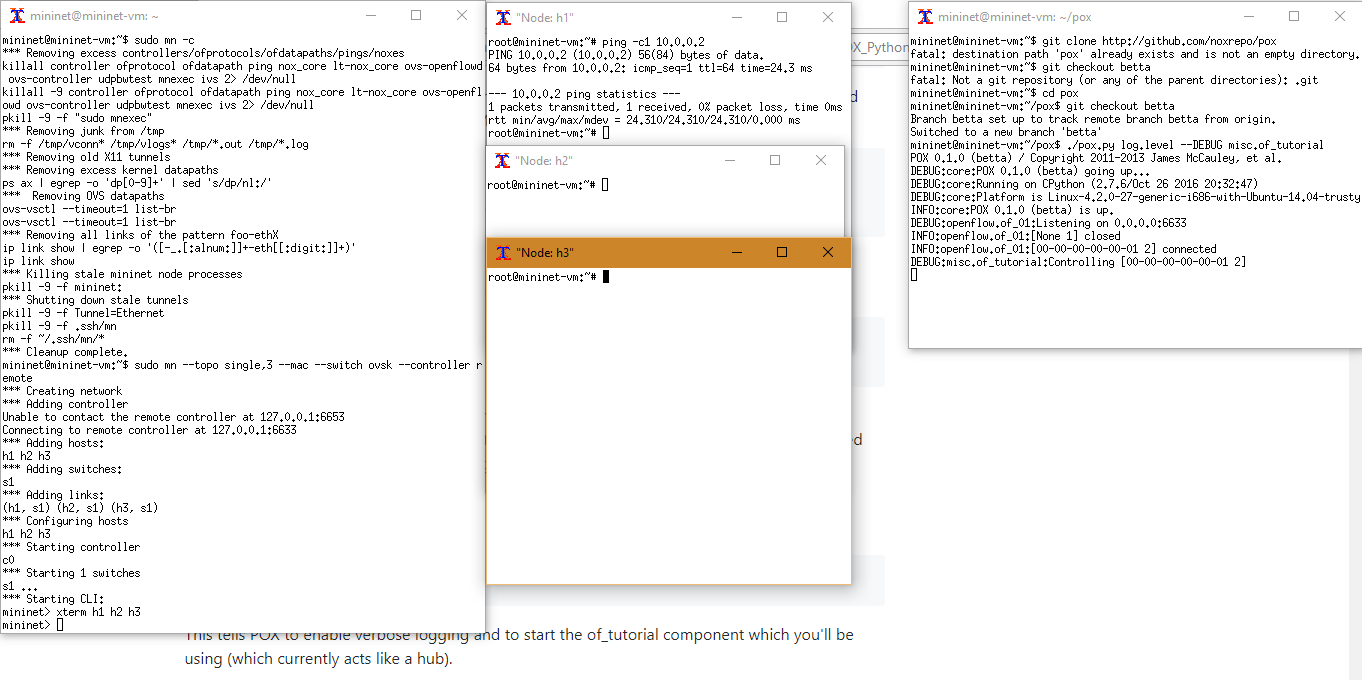 mininet@mininet-vm: ~
mininet@mininet-vm:~$ sudo mn -c
*** Removing excess controllers/ofprotocols/ofdatapaths/pings/noxes
killall controller ofprotocol ofdatapath ping nox_core lt-nox_core ovs-openflowd
 ovs-controller udpbwtest mnexec ivs 2> /dev/null
killall -9 controller ofprotocol ofdatapath ping nox_core lt-nox_core ovs-openfl
owd ovs-controller udpbwtest mnexec ivs 2> /dev/null
pkill -9 -f "sudo mnexec"
*** Removing junk from /tmp
rm -f /tmp/vconn* /tmp/vlogs* /tmp/*.out /tmp/*.log
*** Removing old X11 tunnels
*** Removing excess kernel datapaths
ps ax | egrep -o 'dp[0-9]+' | sed 's/dp/nl:/'
***  Removing OVS datapaths
ovs-vsctl --timeout=1 list-br
ovs-vsctl --timeout=1 list-br
*** Removing all links of the pattern foo-ethX
ip link show | egrep -o '([-_.[:alnum:]]+-eth[[:digit:]]+)'
ip link show
*** Killing stale mininet node processes
pkill -9 -f mininet:
*** Shutting down stale tunnels
pkill -9 -f Tunnel=Ethernet
pkill -9 -f .ssh/mn
rm -f ~/.ssh/mn/*
*** Cleanup complete.
mininet@mininet-vm:~$ sudo mn --topo single,3 --mac --switch ovsk --controller r
emote
*** Creating network
*** Adding controller
Unable to contact the remote controller at 127.0.0.1:6653
Connecting to remote controller at 127.0.0.1:6633
*** Adding hosts:
h1 h2 h3
*** Adding switches:
s1
*** Adding links:
(h1, s1) (h2, s1) (h3, s1)
*** Configuring hosts
h1 h2 h3
*** Starting controller
c0
*** Starting 1 switches
s1 ...
*** Starting CLI:
mininet> xterm h1 h2 h3
mininet>
"Node: h1"
root@mininet-vm:~# ping -c1 10.0.0.2
PING 10.0.0.2 (10.0.0.2) 56(84) bytes of data.
64 bytes from 10.0.0.2: icmp_seq=1 ttl=64 time=24.3 ms
--- 10.0.0.2 ping statistics ---
1 packets transmitted, 1 received, 0% packet loss, time 0ms
rtt min/avg/max/mdev = 24.310/24.310/24.310/0.000 ms
root@mininet-vm:~#
"Node: h2"
root@mininet-vm:~#
"Node: h3"
root@mininet-vm:~#
OX_Python
d
ed
mininet@mininet-vm: ~/pox
mininet@mininet-vm:~$ git clone http://github.com/noxrepo/pox
fatal: destination path 'pox' already exists and is not an empty directory.
mininet@mininet-vm:~$ git checkout betta
fatal: Not a git repository (or any of the parent directories): .git
mininet@mininet-vm:~$ cd pox
mininet@mininet-vm:~/pox$ git checkout betta
Branch betta set up to track remote branch betta from origin.
Switched to a new branch 'betta'
mininet@mininet-vm:~/pox$ ./pox.py log.level --DEBUG misc.of_tutorial
POX 0.1.0 (betta) / Copyright 2011-2013 James McCauley, et al.
DEBUG:core:POX 0.1.0 (betta) going up...
DEBUG:core:Running on CPython (2.7.6/Oct 26 2016 20:32:47)
DEBUG:core:Platform is Linux-4.2.0-27-generic-i686-with-Ubuntu-14.04-trusty
INFO:core:POX 0.1.0 (betta) is up.
DEBUG:openflow.of_01:Listening on 0.0.0.0:6633
INFO:openflow.of_01:[None 1] closed
INFO:openflow.of_01:[00-00-00-00-00-01 2] connected
DEBUG:misc.of_tutorial:Controlling [00-00-00-00-00-01 2]
This tells POX to enable verbose logging and to start the of_tutorial component which you'll be
using (which currently acts like a hub).